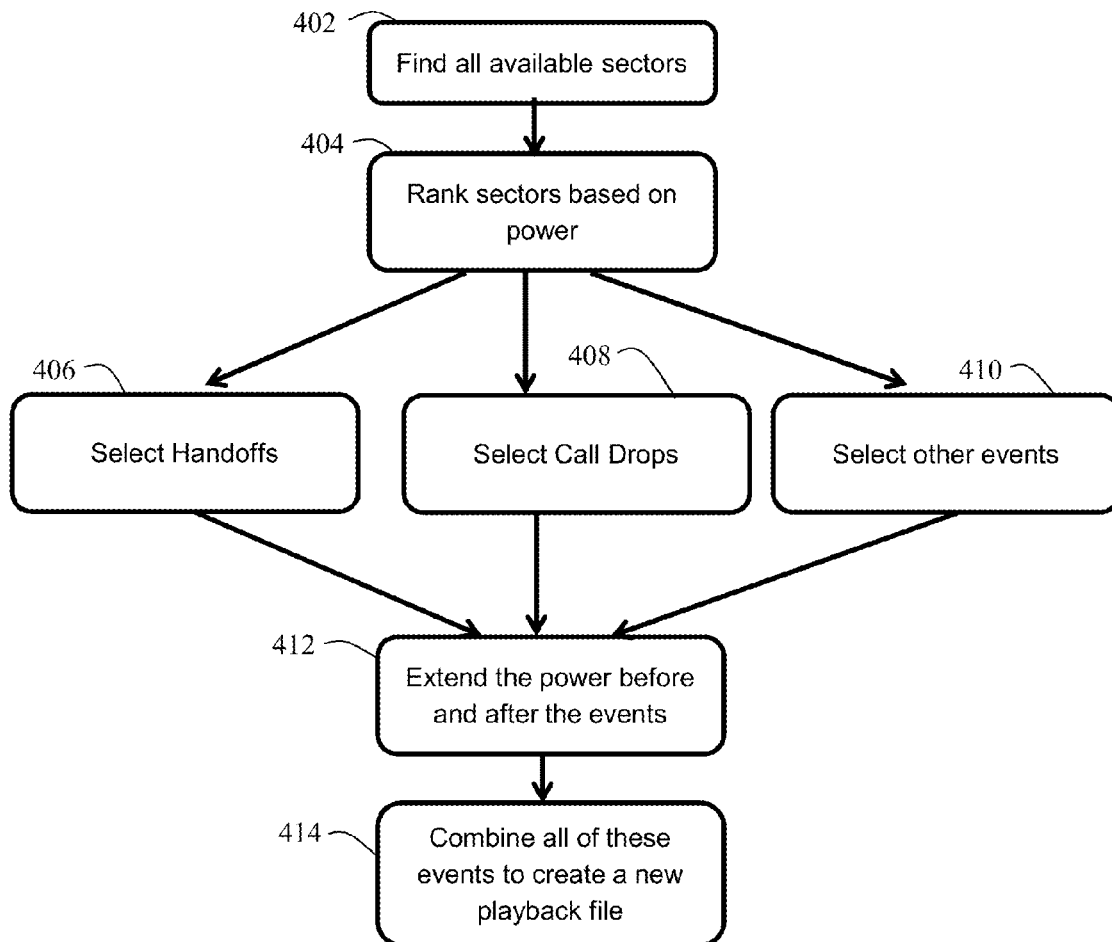 402
Find all available sectors
404
Rank sectors based on
power
406
Select Handoffs
408
Select Call Drops
410
Select other events
412
Extend the power before
and after the events
414
Combine all of these
events to create a new
playback file